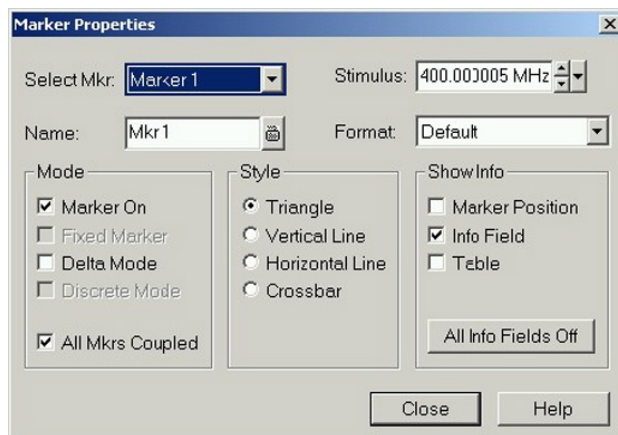 Marker Properties
Select Mkr: Marker 1
Stimulus: 400.000005 MHz
Name: Mkr1
Format: Default
Mode
Marker On
Fixed Marker
Delta Mode
Discrete Mode
All Mkrs Coupled
Style
Triangle
Vertical Line
Horizontal Line
Crossbar
Show Info
Marker Position
Info Field
Table
All Info Fields Off
Close
Help